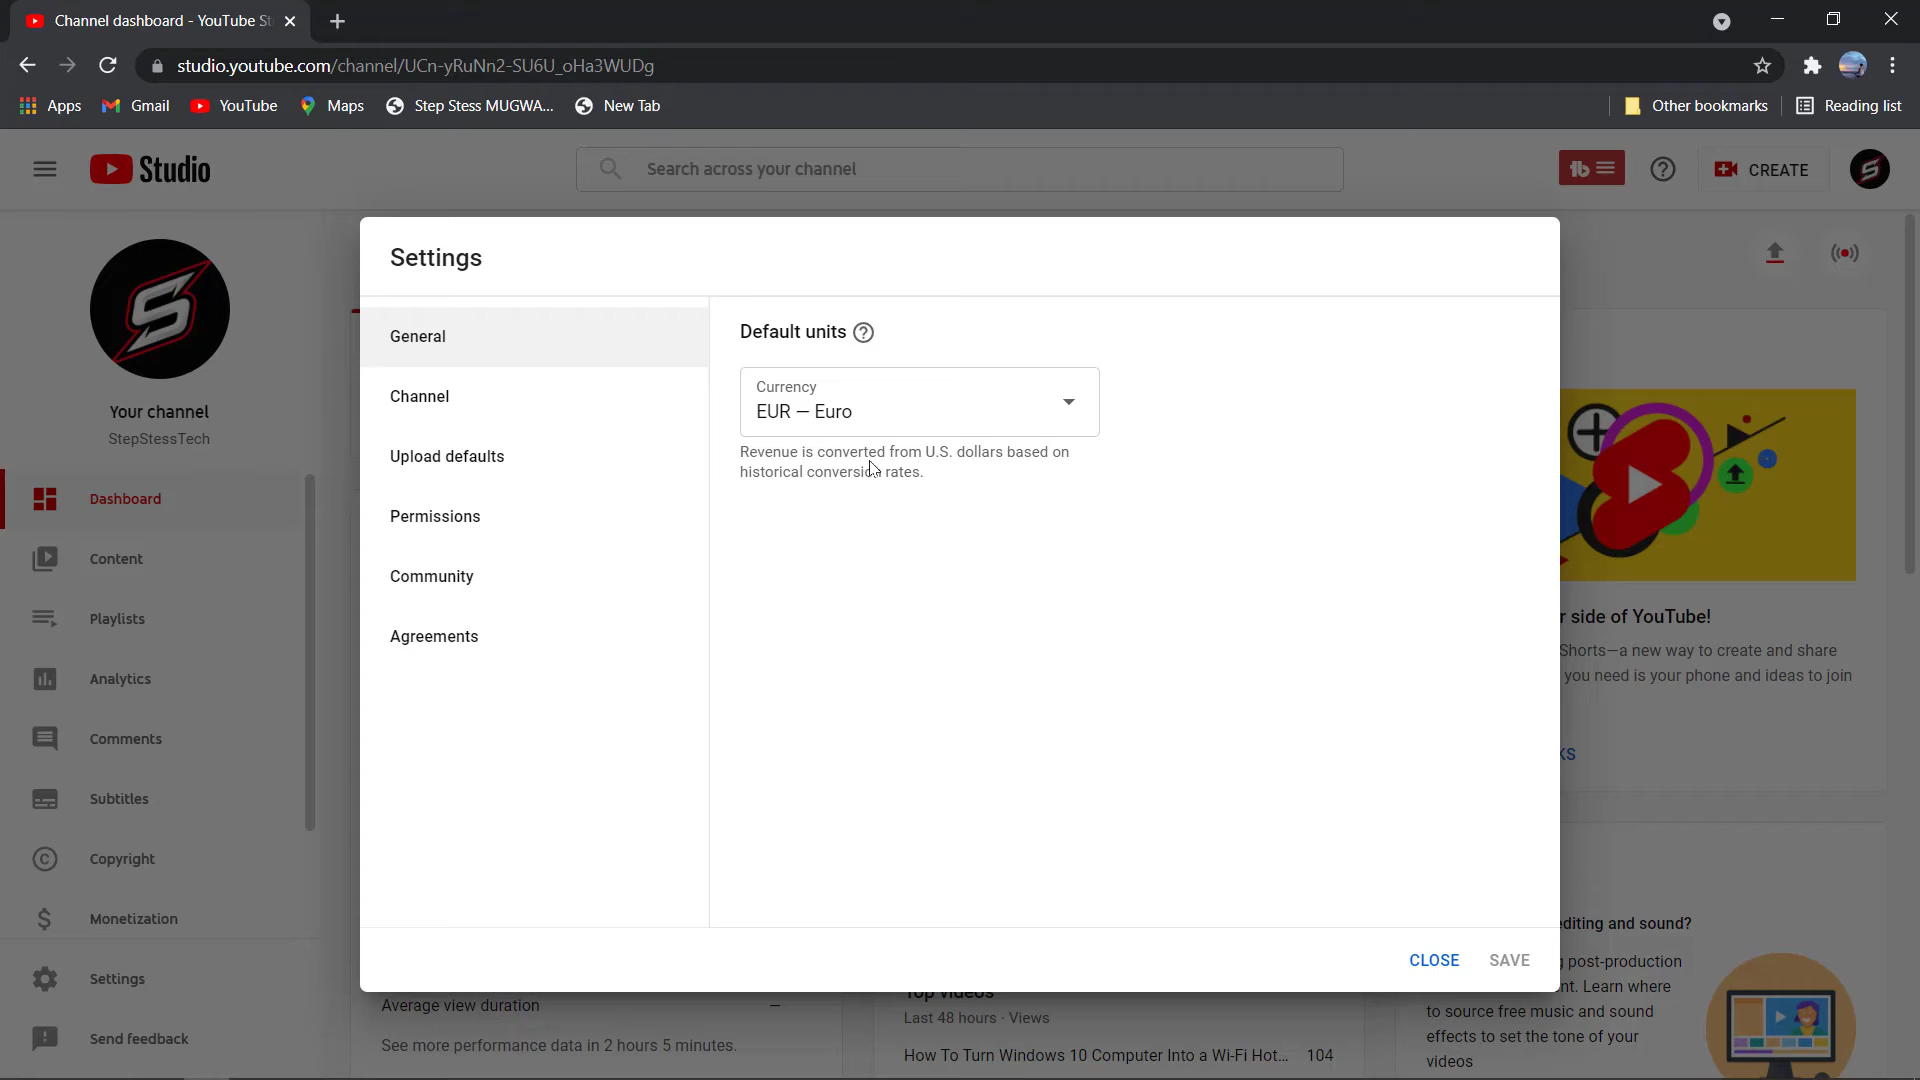 Channel dashboard - YouTube St
studio.youtube.com/channel/UCn-yRuNn2-SU6U_oHa3WUDg
Apps
Gmail
YouTube
Maps
Step Stess MUGWA...
New Tab
Other bookmarks
Reading list
Studio
Search across your channel
CREATE
Your channel
StepStessTech
Dashboard
Content
Playlists
Analytics
Comments
Subtitles
Copyright
Monetization
Settings
Send feedback
Settings
General
Channel
Upload defaults
Permissions
Community
Agreements
Default units
Currency
EUR — Euro
Revenue is converted from U.S. dollars based on
historical conversion rates.
CLOSE
SAVE
r side of YouTube!
Shorts—a new way to create and share
you need is your phone and ideas to join
KS
editing and sound?
post-production
nt. Learn where
to source free music and sound
effects to set the tone of your
videos
Average view duration
—
See more performance data in 2 hours 5 minutes.
Top videos
Last 48 hours · Views
How To Turn Windows 10 Computer Into a Wi-Fi Hot...
104